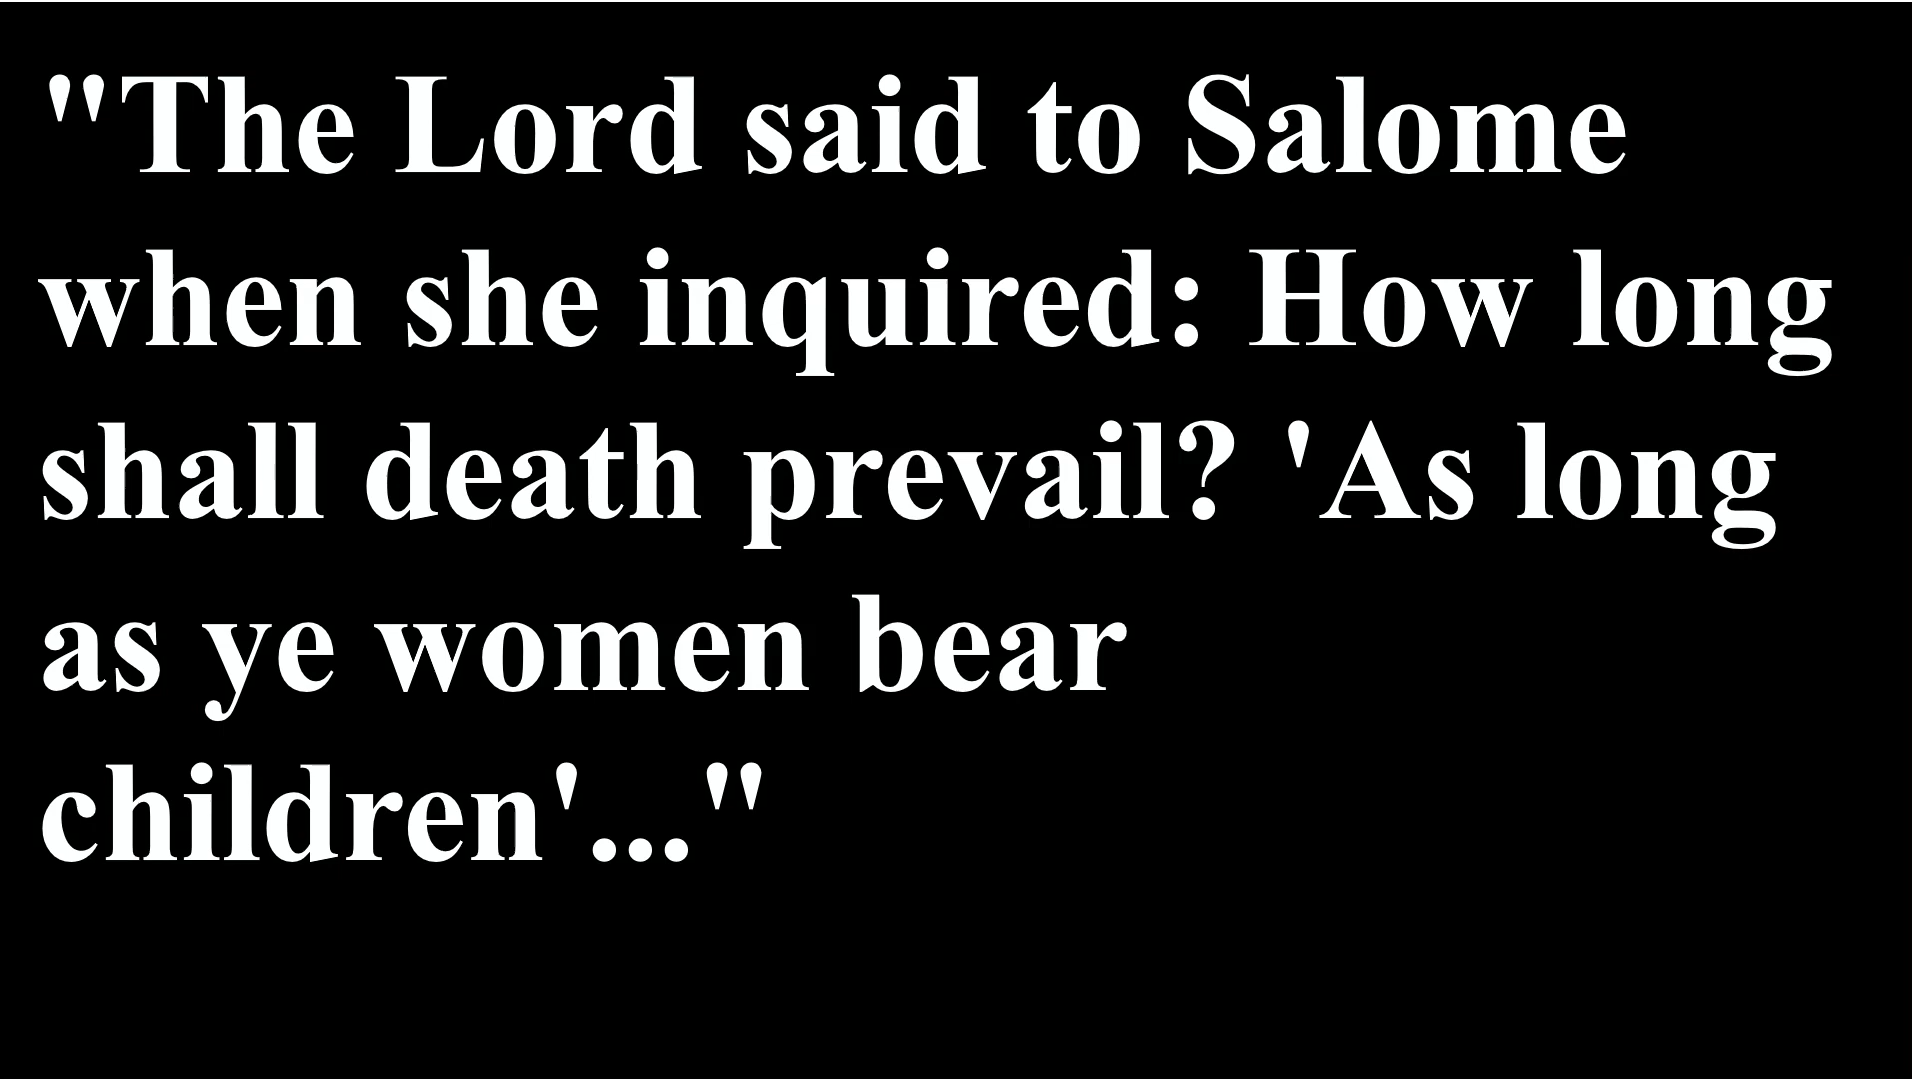 "The Lord said to Salome
when she inquired: How long
shall death prevail? 'As long
as ye women bear
children'..."